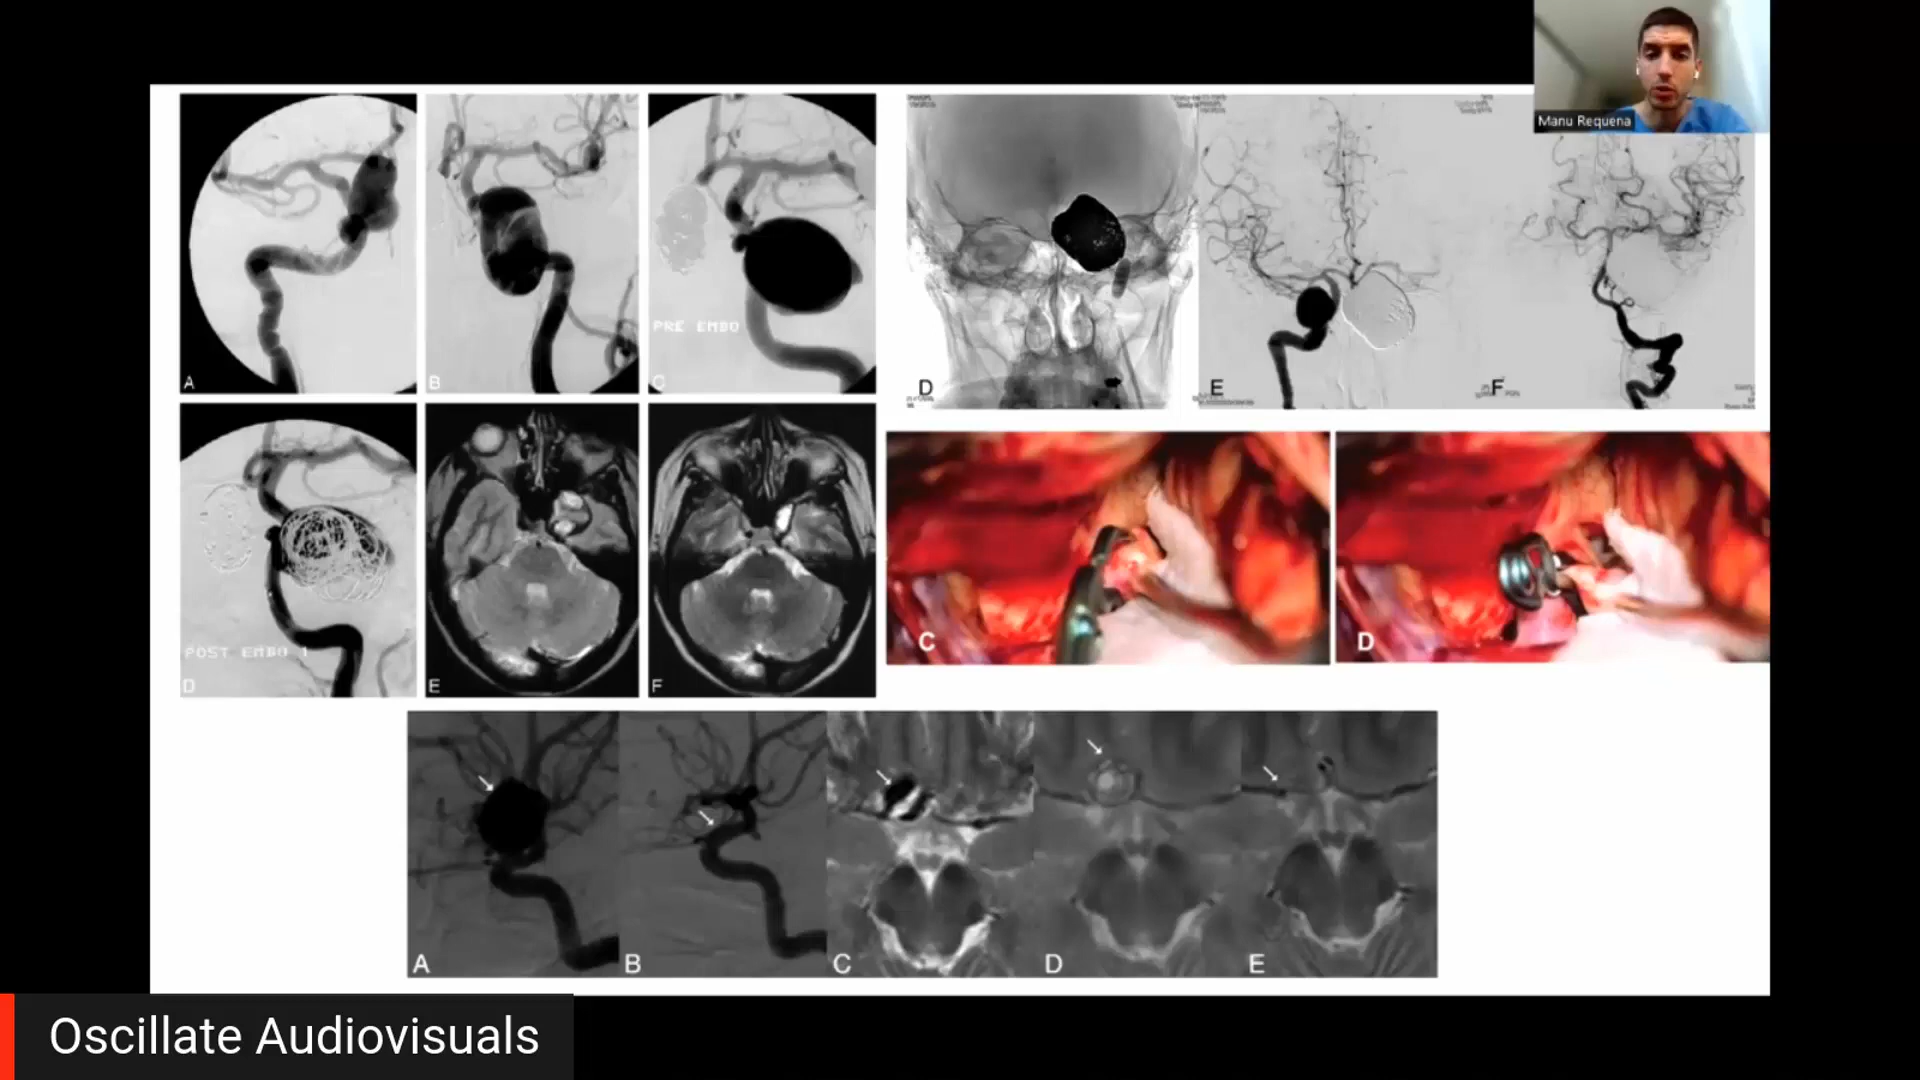 Manu Requena
A
B
C
PRE EMBO
D
E
F
POST EMBO 1
D
E
F
C
D
A
B
C
D
E
Oscillate Audiovisuals